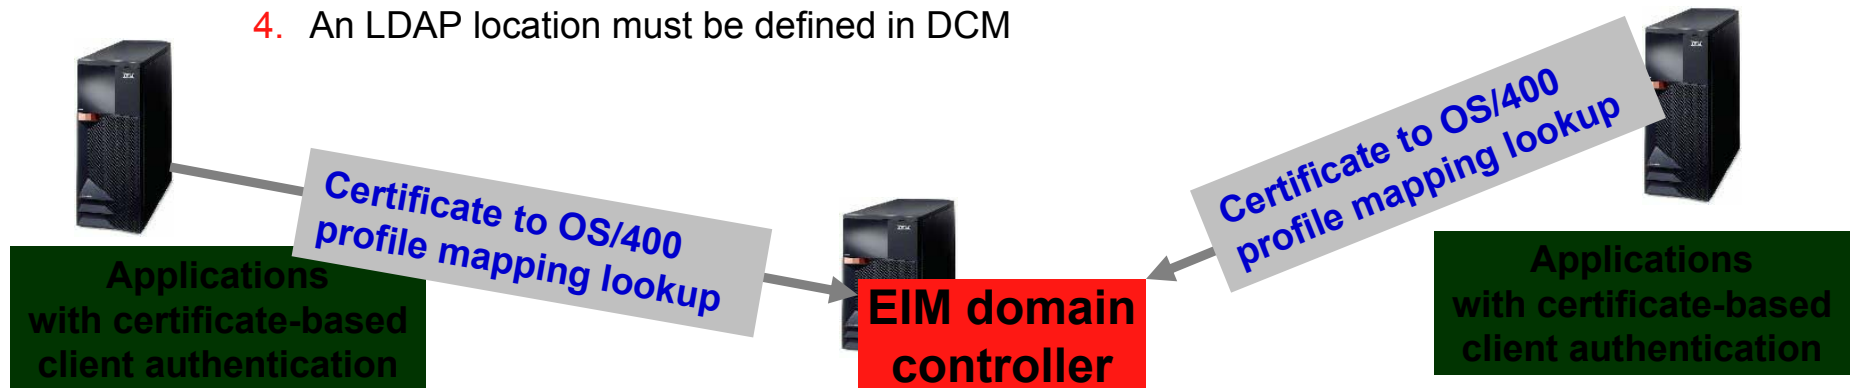 4. An LDAP location must be defined in DCM
Certificate to OS/400
profile mapping lookup
Certificate to OS/400
profile mapping lookup
Applications
with certificate-based
client authentication
EIM domain
controller
Applications
with certificate-based
client authentication